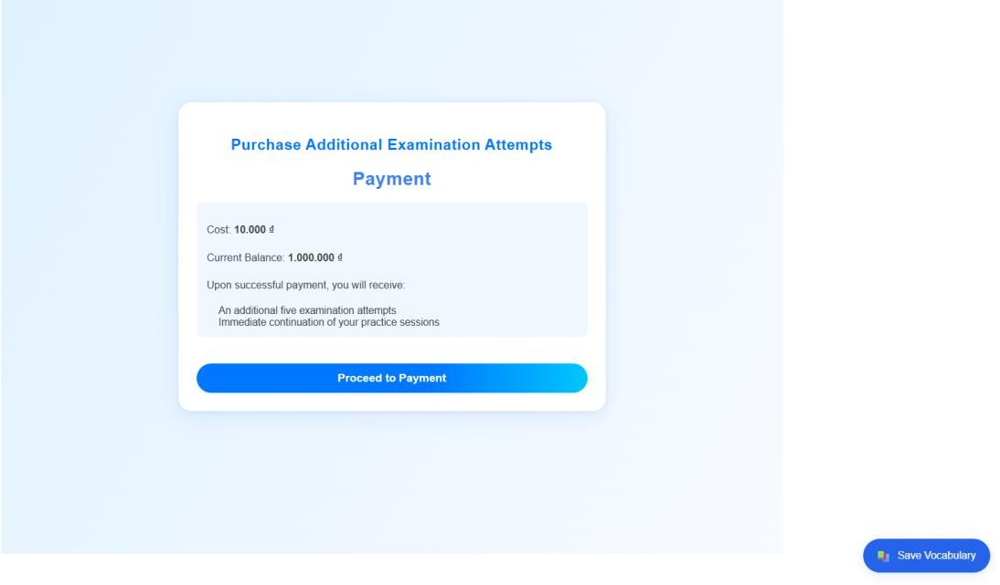 Purchase Additional Examination Attempts
Payment
Cost: 10.000 ₫
Current Balance: 1.000.000 ₫
Upon successful payment, you will receive:
An additional five examination attempts
Immediate continuation of your practice sessions
Proceed to Payment
Save Vocabulary